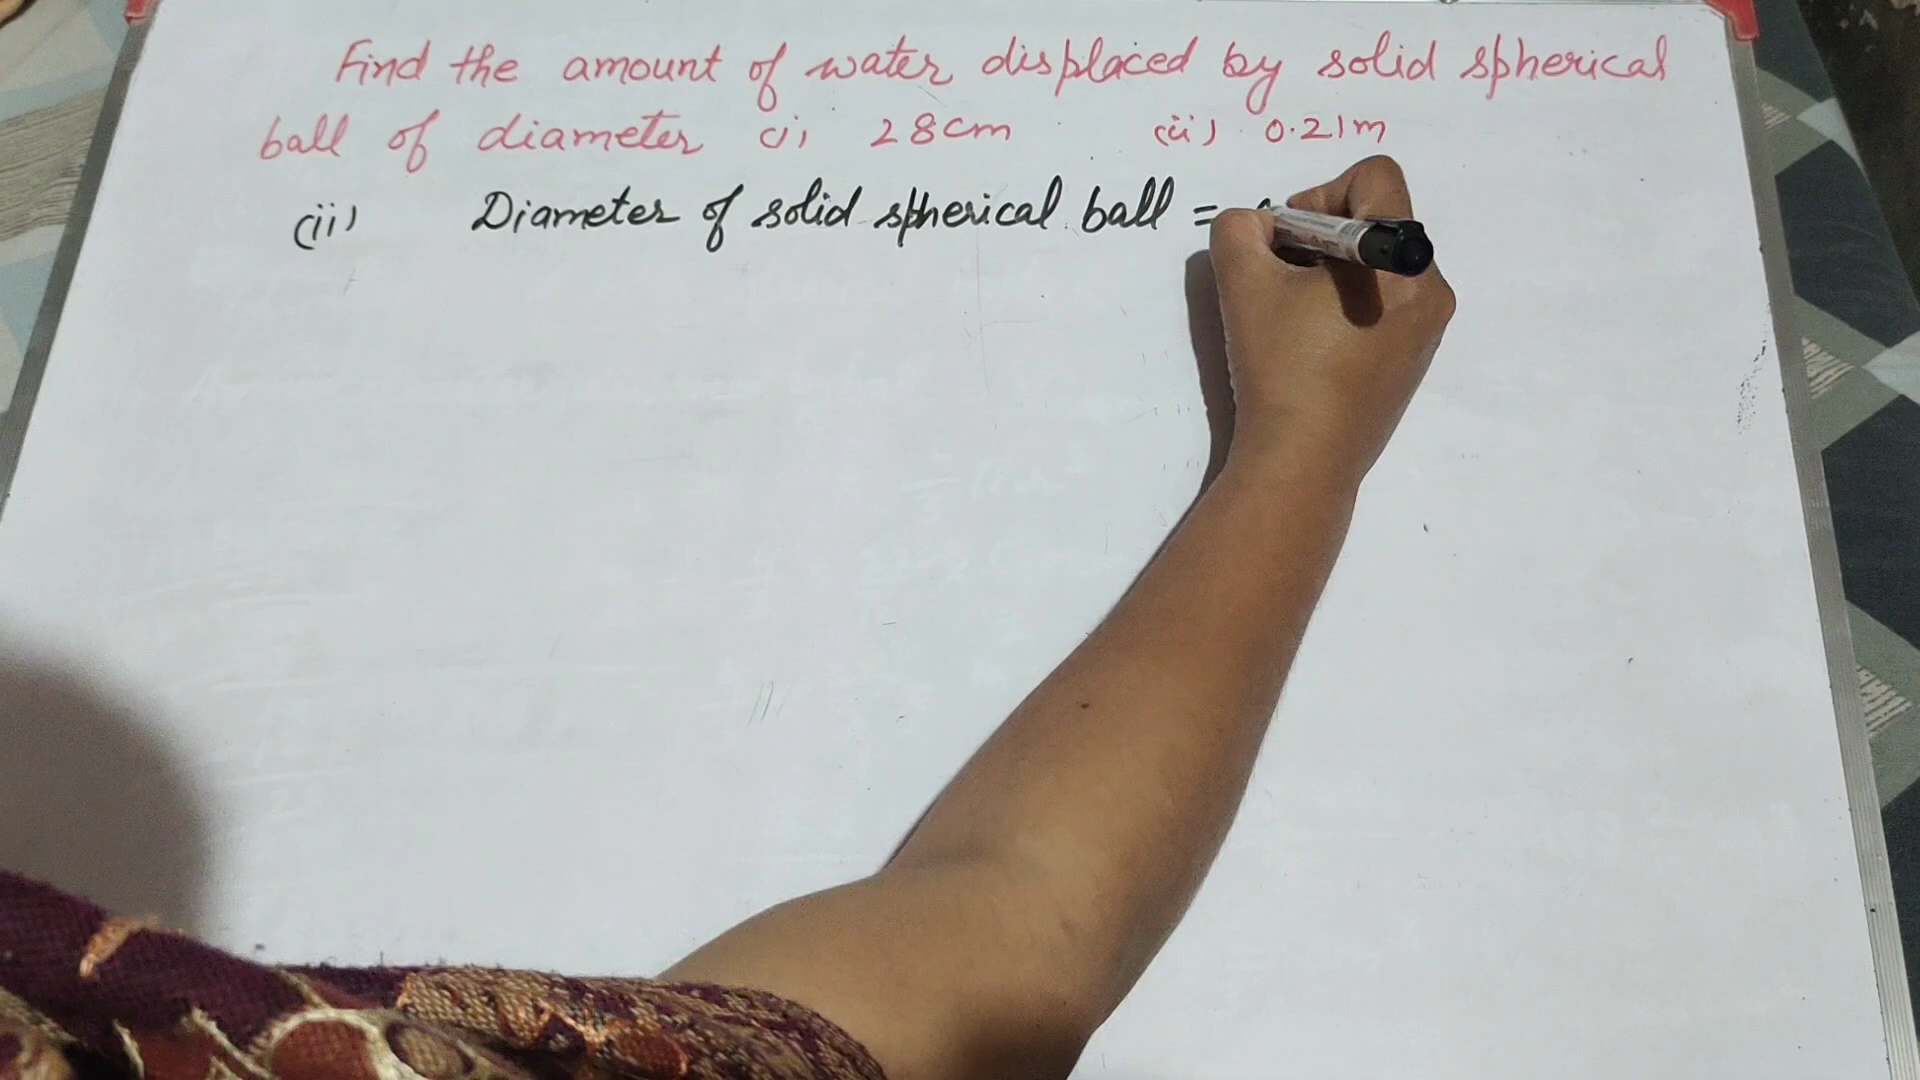 Find the amount of water displaced by solid spherical
ball of diameter (i) 28cm (ii) 0.21m
(ii) Diameter of solid spherical ball =